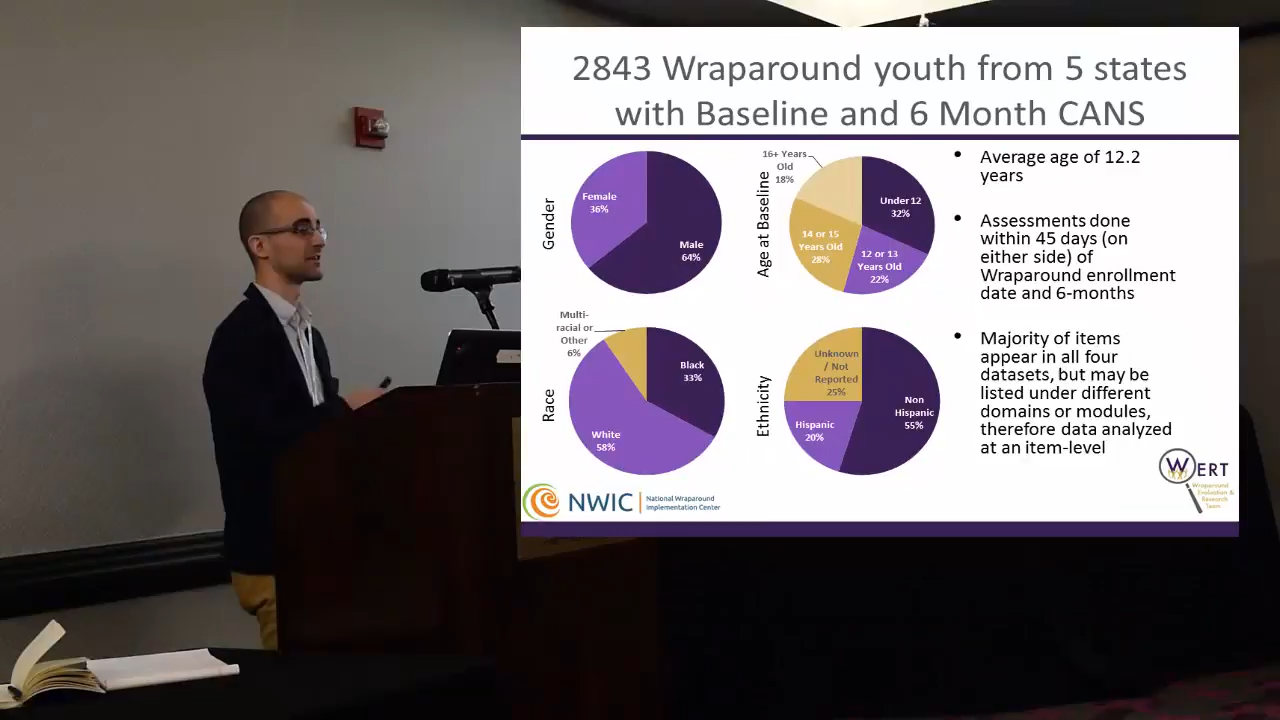 2843 Wraparound youth from 5 states
with Baseline and 6 Month CANS
Gender
Female
36%
Male
64%
Age at Baseline
16+ Years
Old
18%
Under 12
32%
14 or 15
Years Old
28%
12 or 13
Years Old
22%
Race
Multi-
racial or
Other
6%
Black
33%
White
58%
Ethnicity
Unknown
/ Not
Reported
25%
Non
Hispanic
55%
Hispanic
20%
• Average age of 12.2
years
• Assessments done
within 45 days (on
either side) of
Wraparound enrollment
date and 6-months
• Majority of items
appear in all four
datasets, but may be
listed under different
domains or modules,
therefore data analyzed
at an item-level
NWIC
National Wraparound
Implementation Center
WERT
Wraparound
Evaluation &
Research
Team